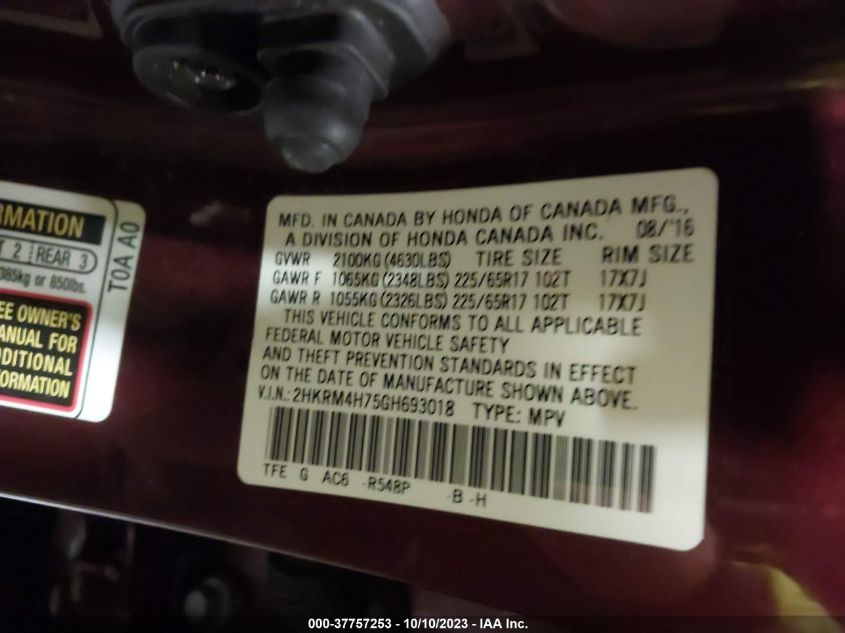 RMATION
T 2 REAR 3
085kg or 850lbs.
EE OWNER'S
ANUAL FOR
DDITIONAL
FORMATION
T0A A0
MFD. IN CANADA BY HONDA OF CANADA MFG.,
A DIVISION OF HONDA CANADA INC. 08/'16
GVWR 2100KG(4630LBS) TIRE SIZE RIM SIZE
GAWR F 1065KG(2348LBS) 225/65R17 102T 17X7J
GAWR R 1055KG(2326LBS) 225/65R17 102T 17X7J
THIS VEHICLE CONFORMS TO ALL APPLICABLE
FEDERAL MOTOR VEHICLE SAFETY
AND THEFT PREVENTION STANDARDS IN EFFECT
ON THE DATE OF MANUFACTURE SHOWN ABOVE.
V.I.N.: 2HKRM4H75GH693018 TYPE: MPV
TFE G AC6 -R548P -B -H
000-37757253 - 10/10/2023 - IAA Inc.